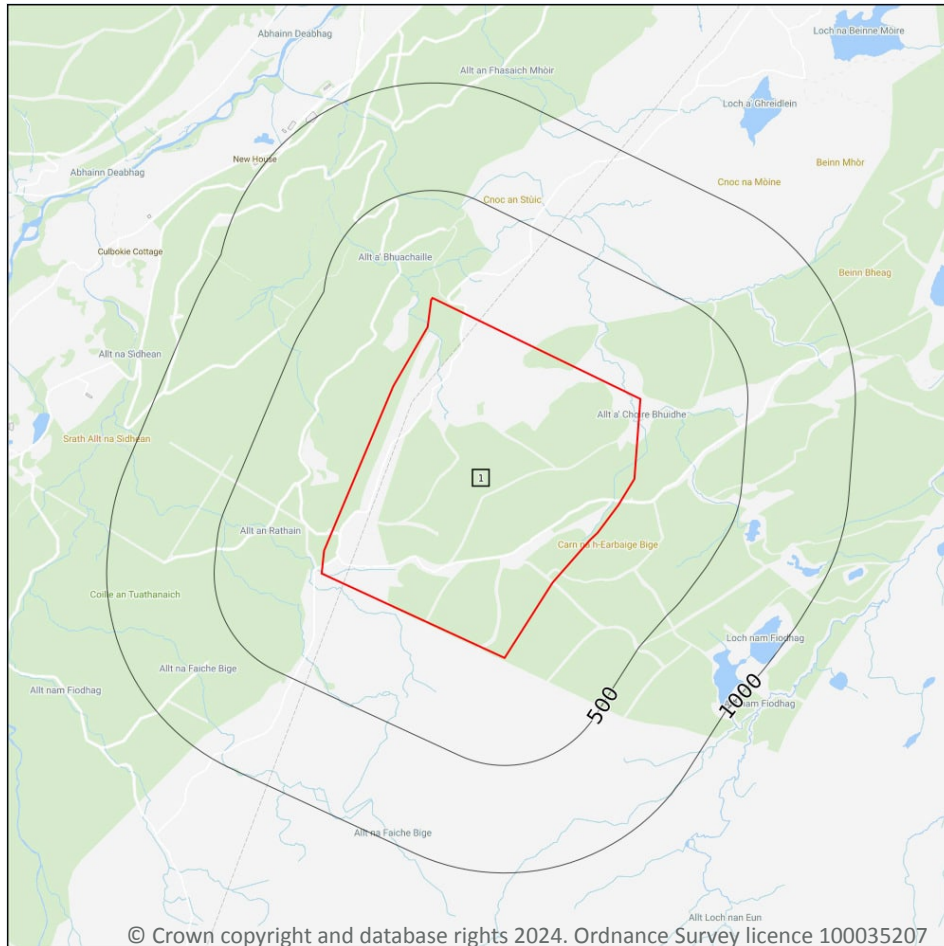 Abhainn Deabhag
Loch na Beinne Mòire
Allt an Fhasaich Mhòir
Loch a' Ghreidlein
New House
Beinn Mhòr
Abhainn Deabhag
Cnoc na Mòine
Cnoc an Stùic
Culbokie Cottage
Allt a' Bhuachaille
Beinn Bheag
Allt na Sidhean
Allt a' Choire Bhuidhe
Srath Allt na Sidhean
1
Allt an Rathain
Carn na h-Earbaige Bige
Coille an Tuathanaich
Loch nam Fiodhag
Allt na Faiche Bige
Allt nam Fiodhag
1000
500
nam Fiodhag
Allt na Faiche Bige
Allt Loch nan Eun
© Crown copyright and database rights 2024. Ordnance Survey licence 100035207